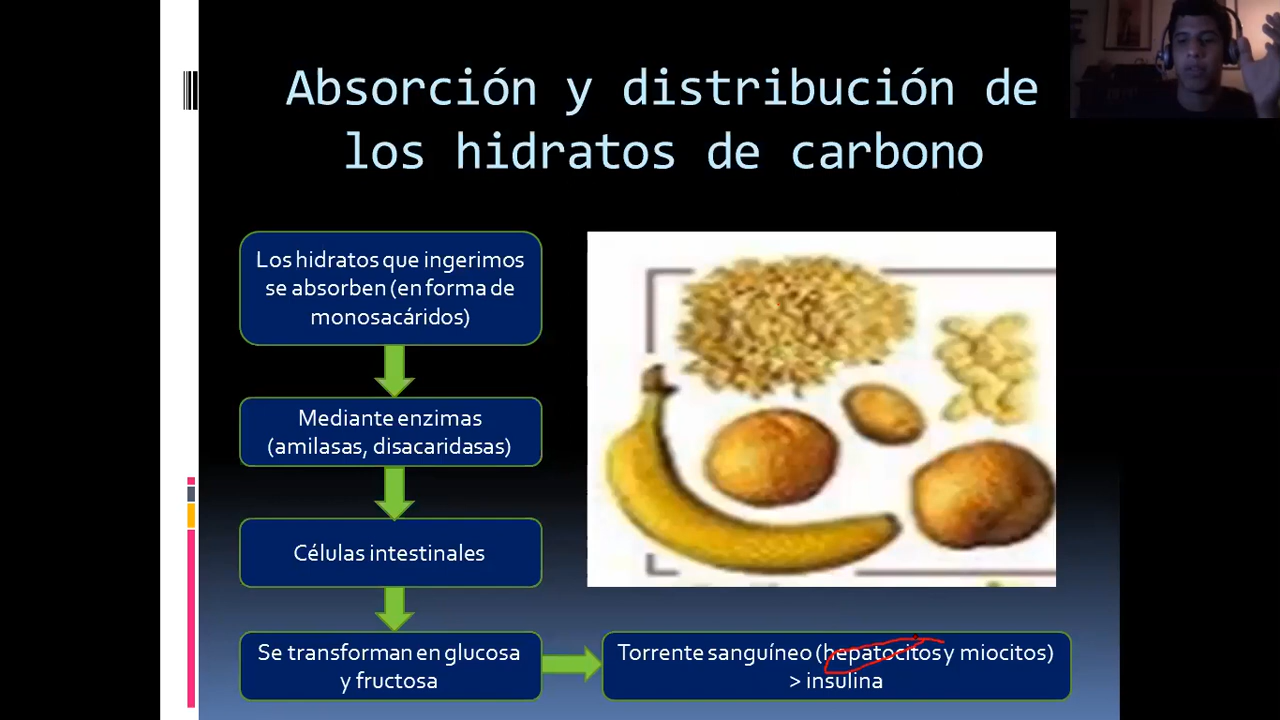 Absorción y distribución de
los hidratos de carbono
Los hidratos que ingerimos
se absorben (en forma de
monosacáridos)
Mediante enzimas
(amilasas, disacaridasas)
Células intestinales
Se transforman en glucosa
y fructosa
Torrente sanguíneo (hepatocitos y miocitos)
> insulina